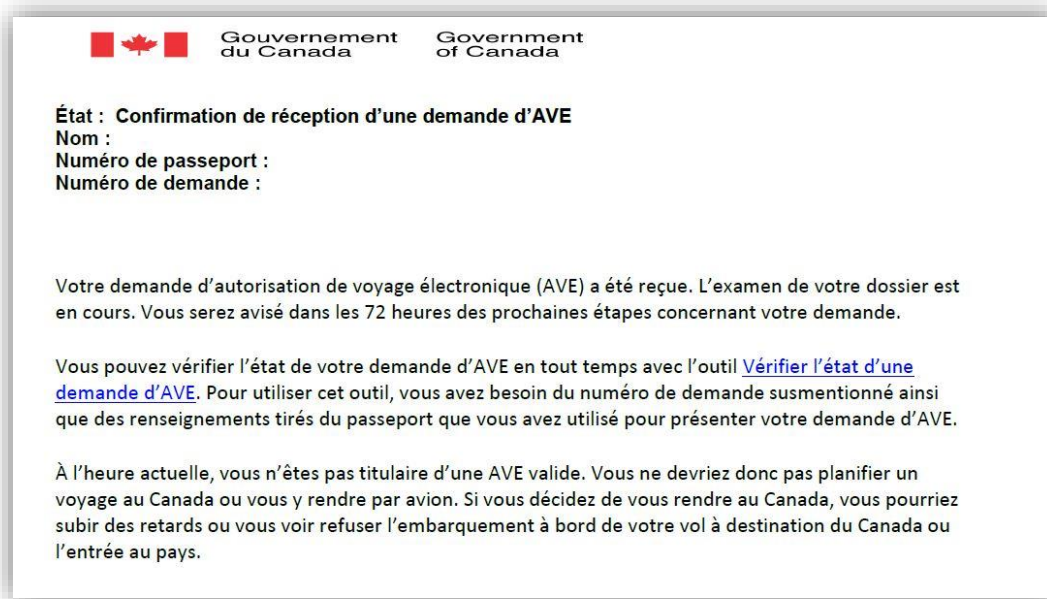 Gouvernement du Canada
Government of Canada
État : Confirmation de réception d’une demande d’AVE
Nom :
Numéro de passeport :
Numéro de demande :
Votre demande d’autorisation de voyage électronique (AVE) a été reçue. L’examen de votre dossier est
en cours. Vous serez avisé dans les 72 heures des prochaines étapes concernant votre demande.
Vous pouvez vérifier l’état de votre demande d’AVE en tout temps avec l’outil Vérifier l’état d’une
demande d’AVE. Pour utiliser cet outil, vous avez besoin du numéro de demande susmentionné ainsi
que des renseignements tirés du passeport que vous avez utilisé pour présenter votre demande d’AVE.
À l’heure actuelle, vous n’êtes pas titulaire d’une AVE valide. Vous ne devriez donc pas planifier un
voyage au Canada ou vous y rendre par avion. Si vous décidez de vous rendre au Canada, vous pourriez
subir des retards ou vous voir refuser l’embarquement à bord de votre vol à destination du Canada ou
l’entrée au pays.